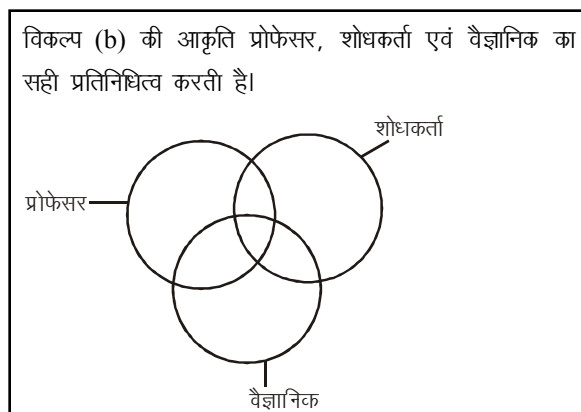 विकल्प (b) की आकृति प्रोफेसर, शोधकर्ता एवं वैज्ञानिक का
सही प्रतिनिधित्व करती है।
शोधकर्ता
प्रोफेसर
वैज्ञानिक